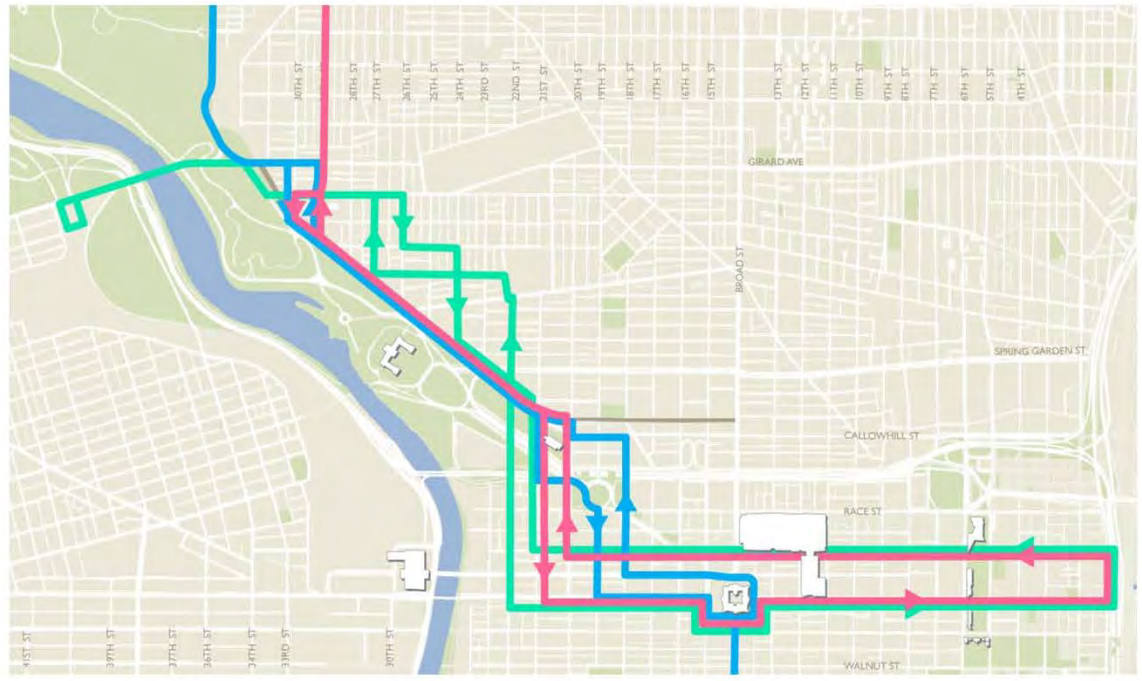 30TH ST
28TH ST
27TH ST
26TH ST
25TH ST
24TH ST
23RD ST
22ND ST
21ST ST
20TH ST
19TH ST
18TH ST
17TH ST
16TH ST
15TH ST
13TH ST
12TH ST
11TH ST
10TH ST
9TH ST
8TH ST
7TH ST
6TH ST
5TH ST
4TH ST
GIRARD AVE
BROAD ST
SPRING GARDEN ST
CALLOWHILL ST
RACE ST
41ST ST
39TH ST
37TH ST
36TH ST
34TH ST
33RD ST
30TH ST
WALNUT ST